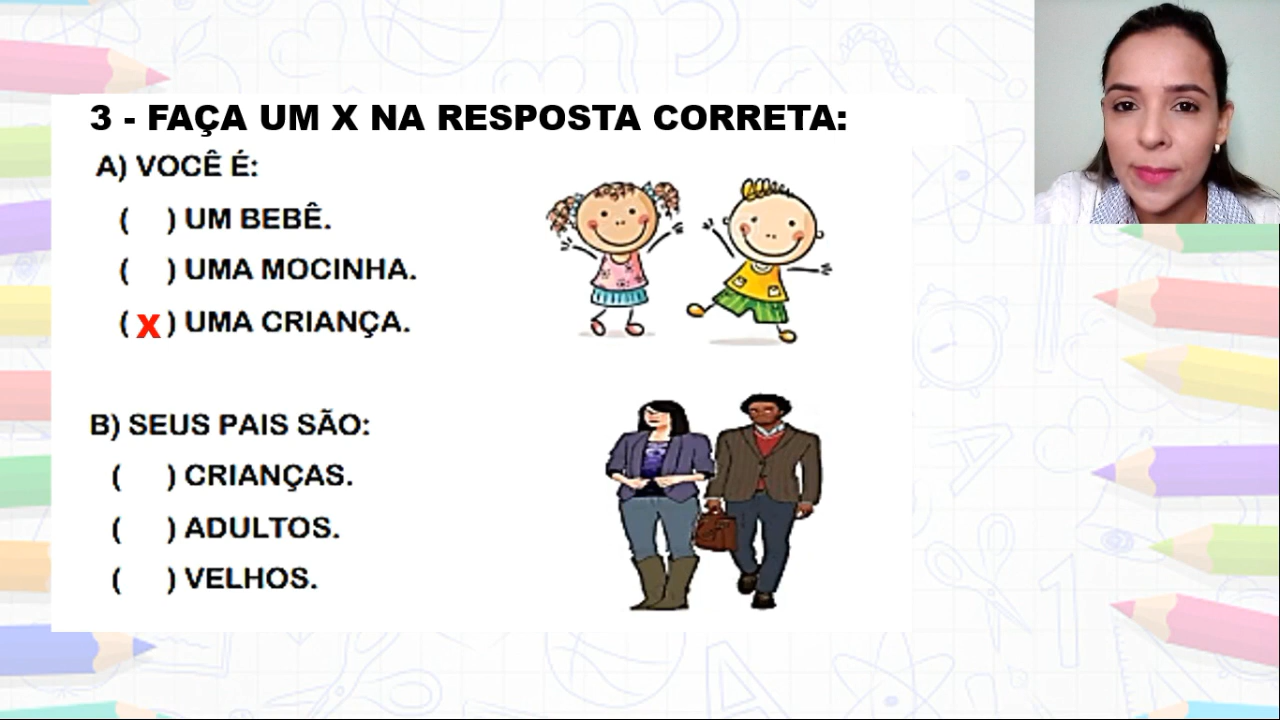 3 - FAÇA UM X NA RESPOSTA CORRETA:
A) VOCÊ É:
(    ) UM BEBÊ.
(    ) UMA MOCINHA.
( X ) UMA CRIANÇA.
B) SEUS PAIS SÃO:
(    ) CRIANÇAS.
(    ) ADULTOS.
(    ) VELHOS.